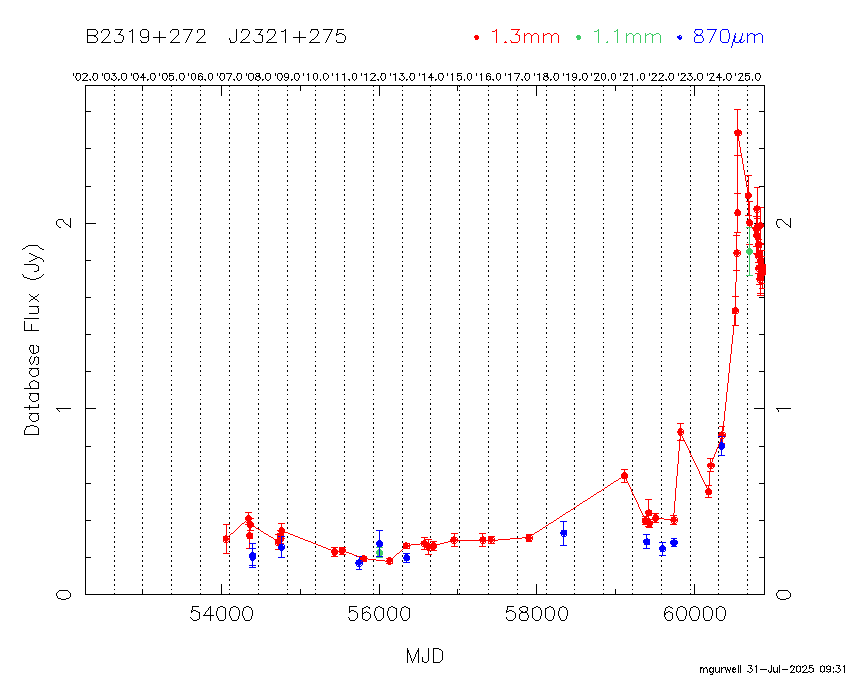 B2319+272 J2321+275 1.3mm 1.1mm 870μm
'02.0 '03.0 '04.0 '05.0 '06.0 '07.0 '08.0 '09.0 '10.0 '11.0 '12.0 '13.0 '14.0 '15.0 '16.0 '17.0 '18.0 '19.0 '20.0 '21.0 '22.0 '23.0 '24.0 '25.0
2 2
Database Flux (Jy)
1 1
0 0
54000 56000 58000 60000
MJD
mgurwell 31-Jul-2025 09:31